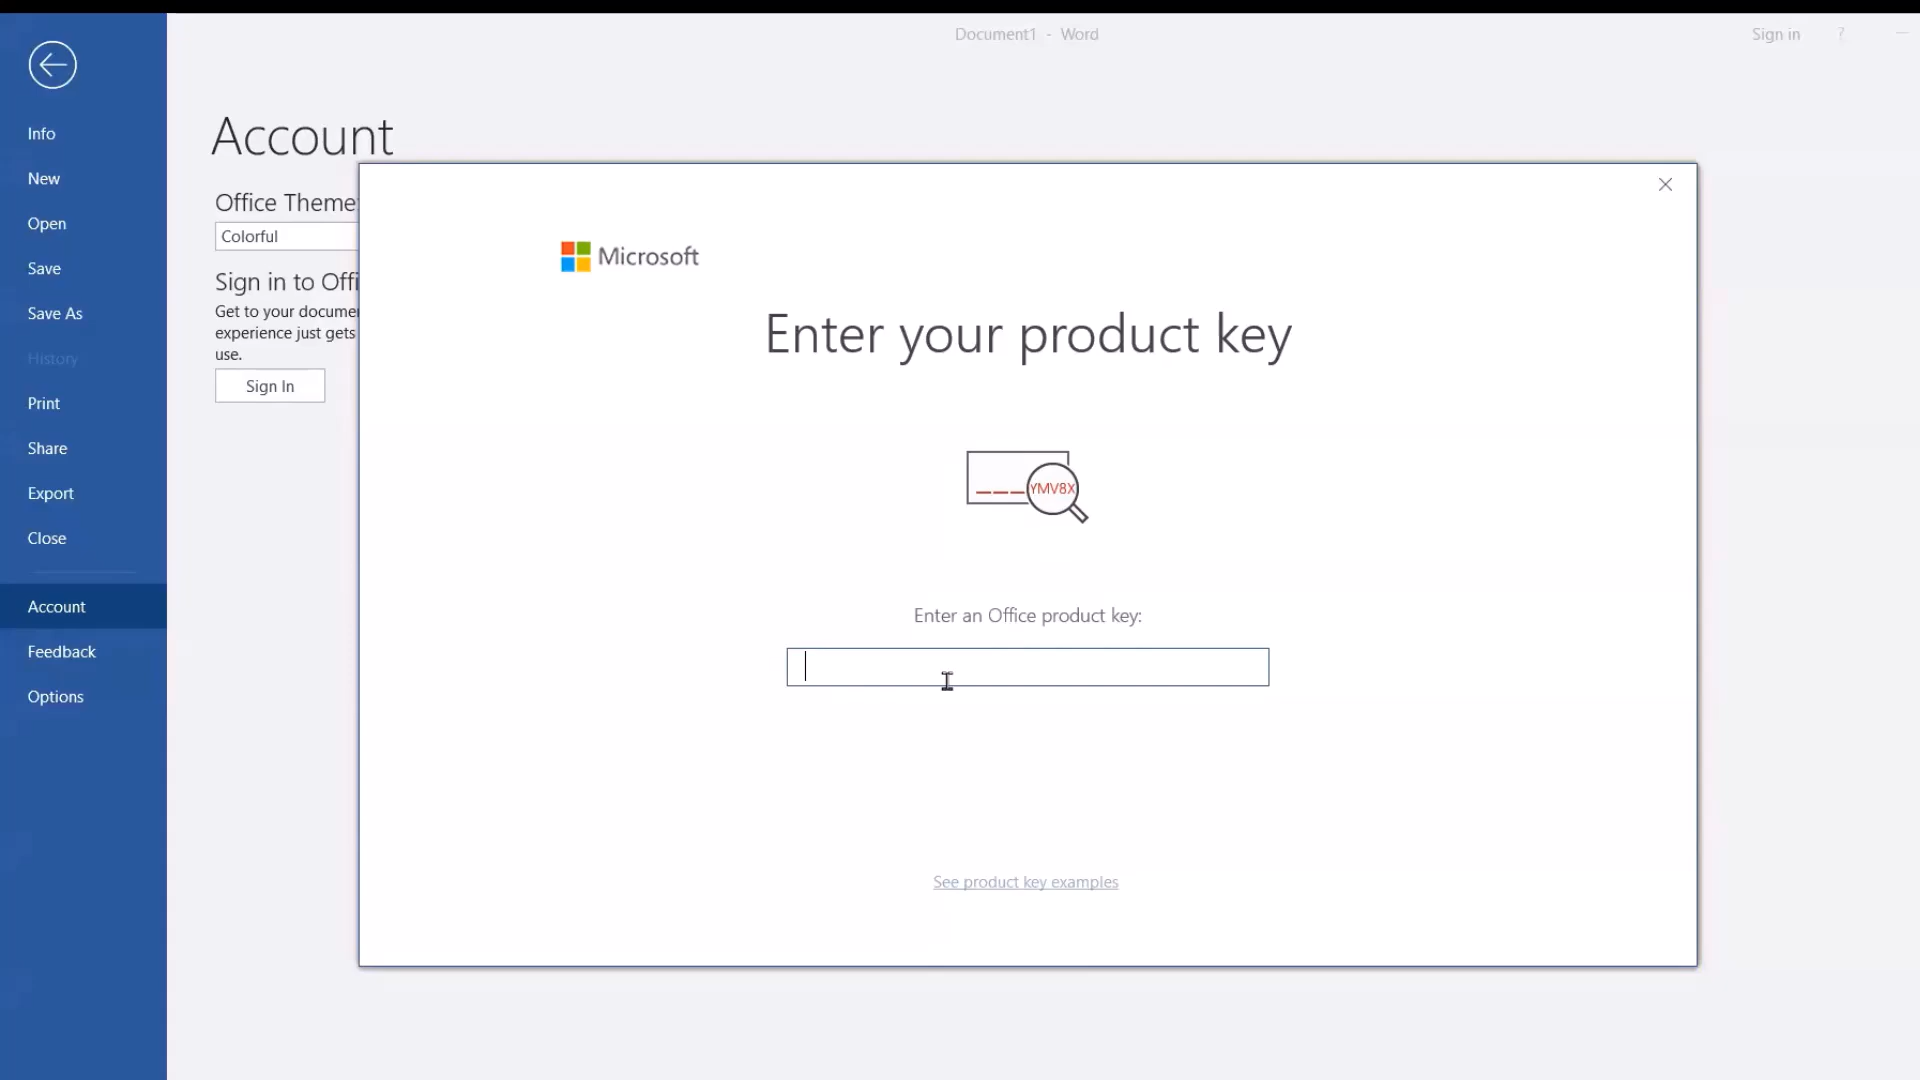 Document1 - Word
Sign in ?
Info
New
Open
Save
Save As
History
Print
Share
Export
Close
Account
Feedback
Options
Account
Office Theme
Colorful
Sign in to Offi
Get to your docume
experience just gets
use.
Sign In
Microsoft
Enter your product key
YMV8X
Enter an Office product key:
See product key examples